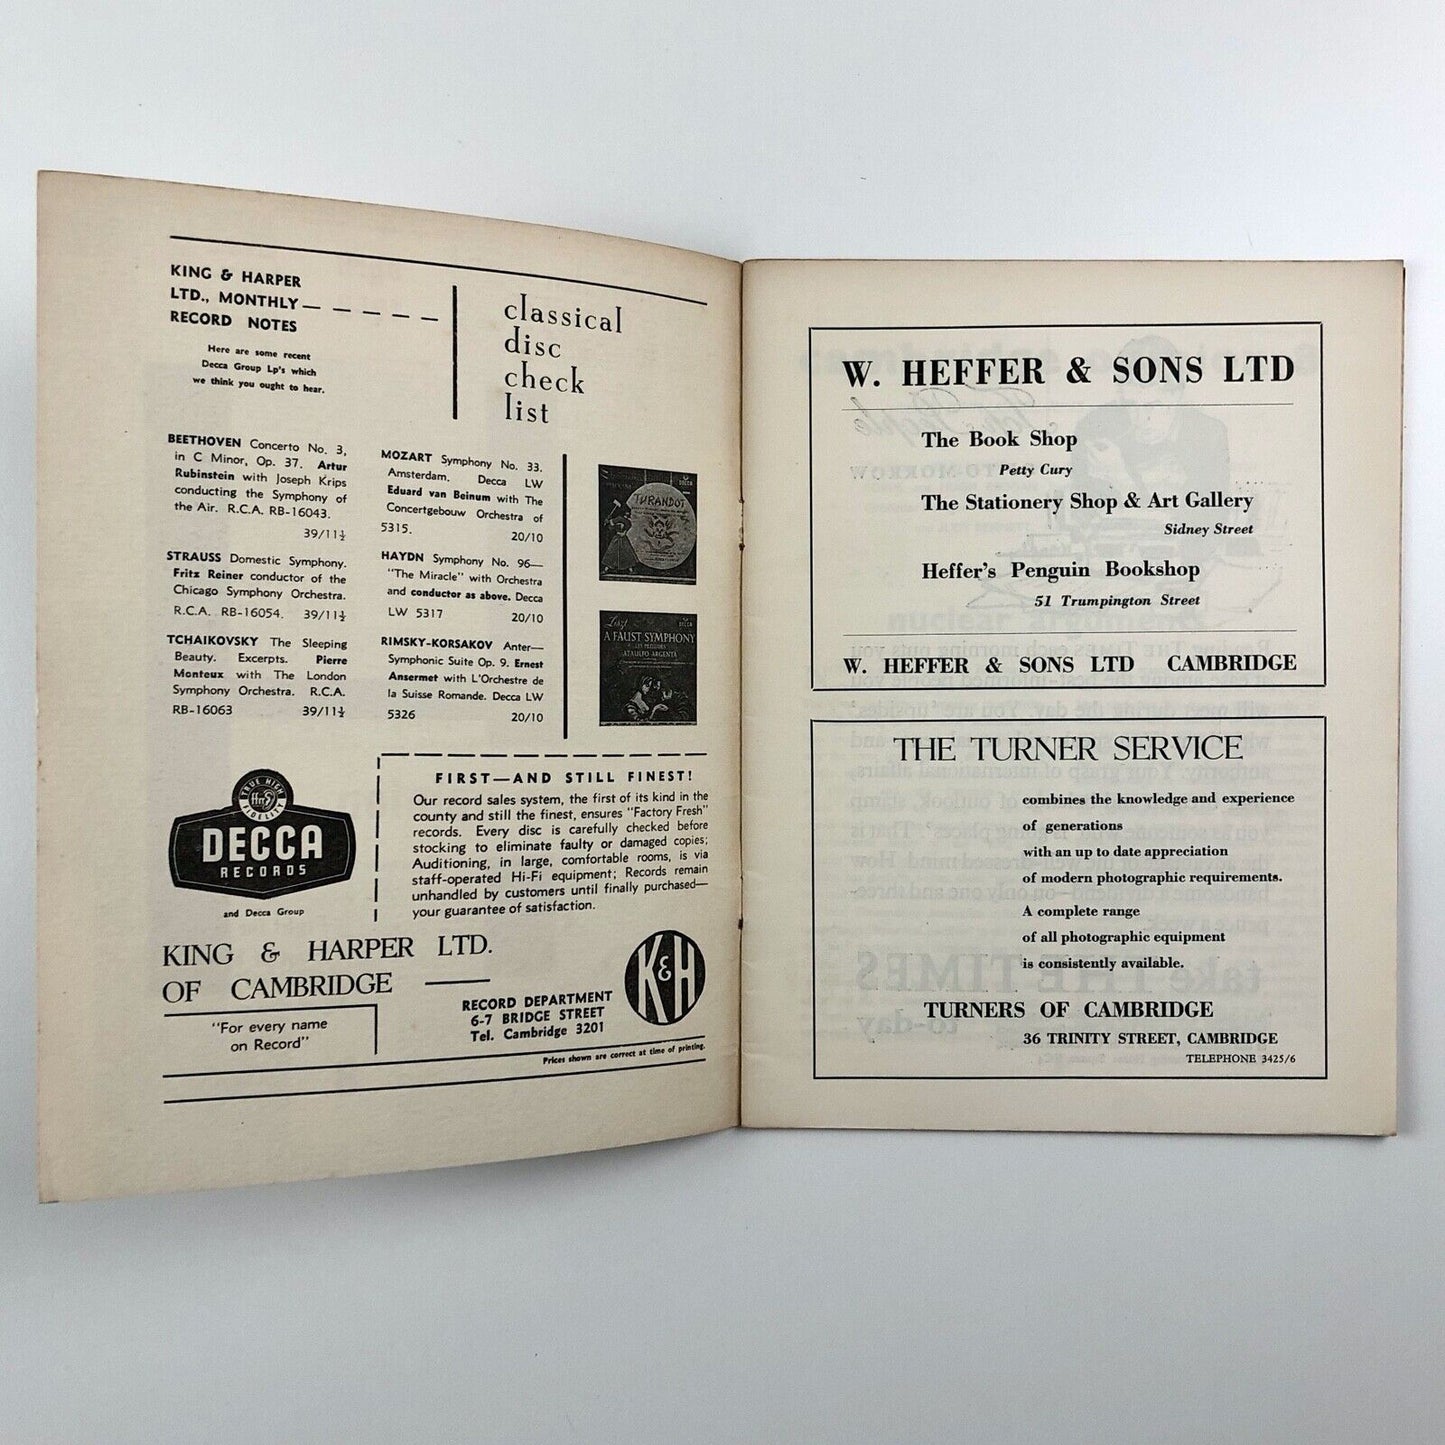 KING & HARPER
LTD., MONTHLY— — — — — —
RECORD NOTES
Here are some recent
Decca Group Lp's which
we think you ought to hear.
classical
disc
check
list
BEETHOVEN Concerto No. 3,
in C Minor, Op. 37. Artur
Rubinstein with Joseph Krips
conducting the Symphony of
the Air. R.C.A. RB-16043.
39/11½
STRAUSS Domestic Symphony.
Fritz Reiner conductor of the
Chicago Symphony Orchestra.
R.C.A. RB-16054. 39/11½
TCHAIKOVSKY The Sleeping
Beauty. Excerpts. Pierre
Monteux with The London
Symphony Orchestra. R.C.A.
RB-16063 39/11½
MOZART Symphony No. 33.
Amsterdam. Decca LW
Eduard van Beinum with The
Concertgebouw Orchestra of
5315. 20/10
HAYDN Symphony No. 96—
"The Miracle" with Orchestra
and conductor as above. Decca
LW 5317 20/10
RIMSKY-KORSAKOV Anter—
Symphonic Suite Op. 9. Ernest
Ansermet with L'Orchestre de
la Suisse Romande. Decca LW
5326 20/10
TURANDOT
DECCA
Liszt
DECCA
A FAUST SYMPHONY
LES PRELUDES
ATAULFO ARGENTA
TRUE HIGH
ffrr
FIDELITY
DECCA
RECORDS
and Decca Group
FIRST—AND STILL FINEST!
Our record sales system, the first of its kind in the
county and still the finest, ensures "Factory Fresh"
records. Every disc is carefully checked before
stocking to eliminate faulty or damaged copies;
Auditioning, in large, comfortable rooms, is via
staff-operated Hi-Fi equipment; Records remain
unhandled by customers until finally purchased—
your guarantee of satisfaction.
KING & HARPER LTD.
OF CAMBRIDGE
"For every name
on Record"
RECORD DEPARTMENT
6-7 BRIDGE STREET
Tel. Cambridge 3201
K&H
Prices shown are correct at time of printing.
W. HEFFER & SONS LTD
The Book Shop
Petty Cury
The Stationery Shop & Art Gallery
Sidney Street
Heffer's Penguin Bookshop
51 Trumpington Street
W. HEFFER & SONS LTD CAMBRIDGE
THE TURNER SERVICE
combines the knowledge and experience
of generations
with an up to date appreciation
of modern photographic requirements.
A complete range
of all photographic equipment
is consistently available.
TURNERS OF CAMBRIDGE
36 TRINITY STREET, CAMBRIDGE
TELEPHONE 3425/6